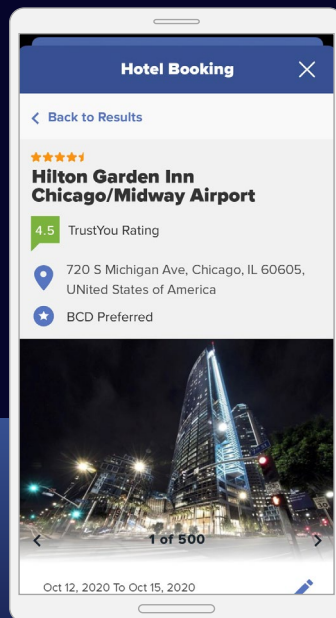 Hotel Booking
Back to Results
Hilton Garden Inn
Chicago/Midway Airport
4.5 TrustYou Rating
720 S Michigan Ave, Chicago, IL 60605,
UNited States of America
BCD Preferred
1 of 500
Oct 12, 2020 To Oct 15, 2020